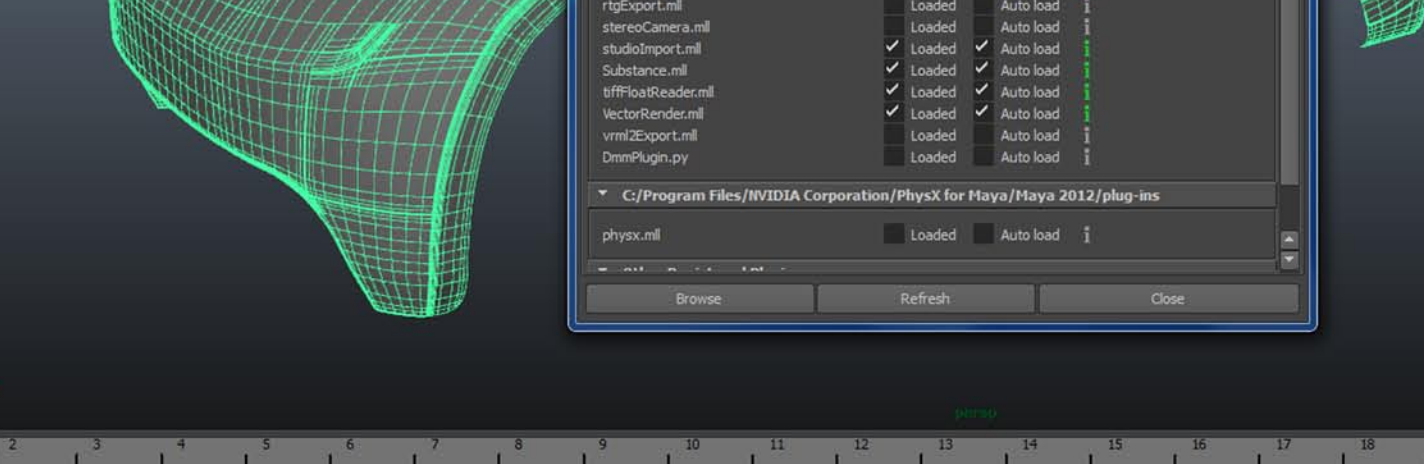 rtgExport.mll Loaded Auto load i
stereoCamera.mll Loaded Auto load i
studioImport.mll Loaded Auto load i
Substance.mll Loaded Auto load i
tiffFloatReader.mll Loaded Auto load i
VectorRender.mll Loaded Auto load i
vrml2Export.mll Loaded Auto load i
DmmPlugin.py Loaded Auto load i
C:/Program Files/NVIDIA Corporation/PhysX for Maya/Maya 2012/plug-ins
physx.mll Loaded Auto load i
Browse Refresh Close
persp
2 3 4 5 6 7 8 9 10 11 12 13 14 15 16 17 18